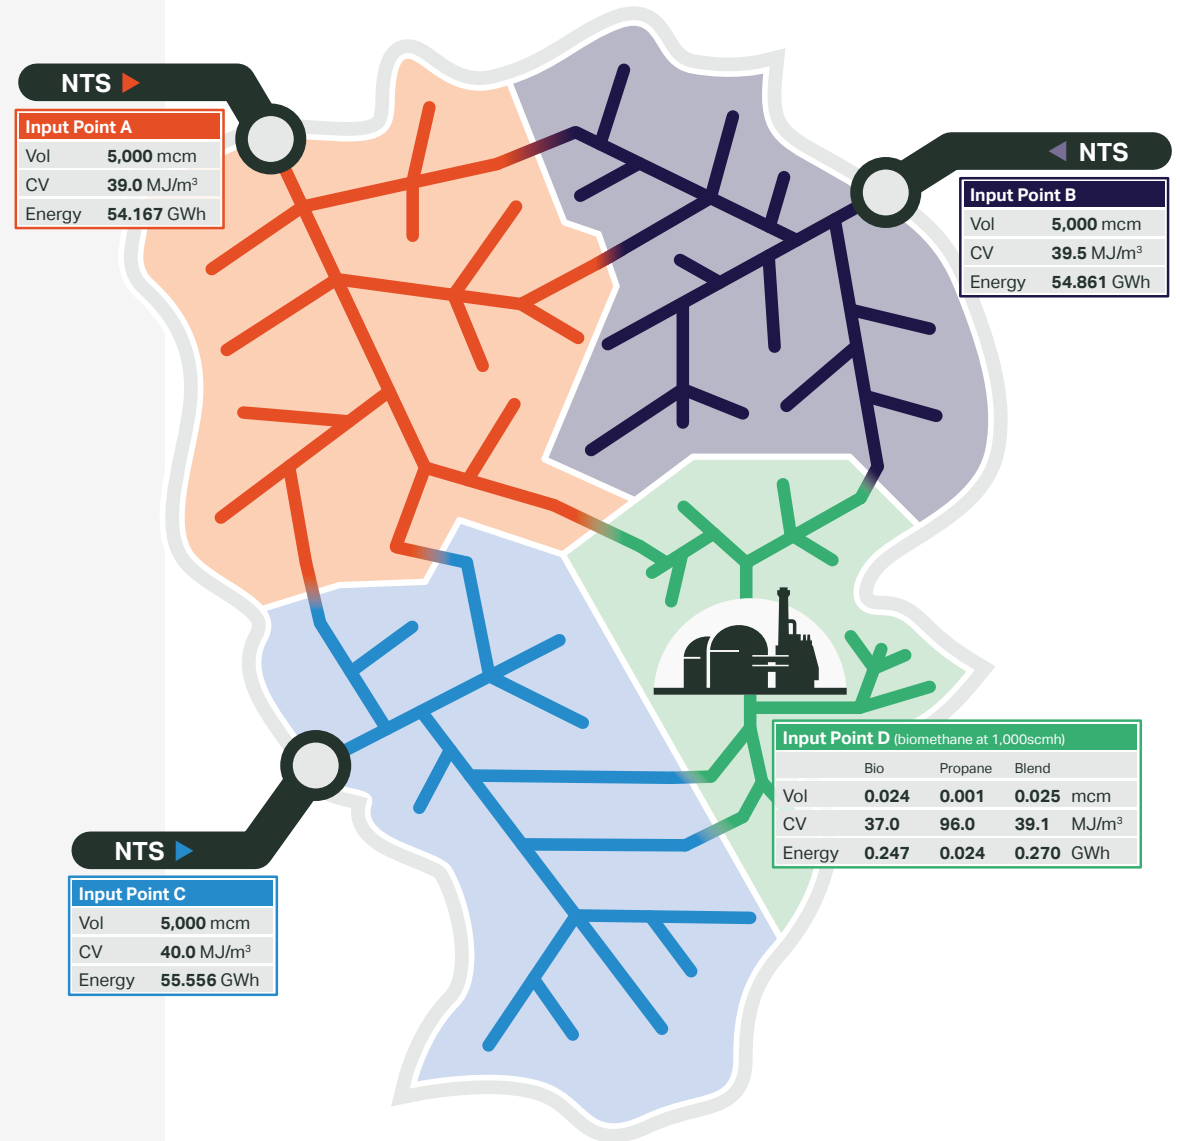 NTS
Input Point A
Vol 5,000 mcm
CV 39.0 MJ/m³
Energy 54.167 GWh
NTS
Input Point B
Vol 5,000 mcm
CV 39.5 MJ/m³
Energy 54.861 GWh
Input Point D (biomethane at 1,000scmh)
Bio Propane Blend
Vol 0.024 0.001 0.025 mcm
CV 37.0 96.0 39.1 MJ/m³
Energy 0.247 0.024 0.270 GWh
NTS
Input Point C
Vol 5,000 mcm
CV 40.0 MJ/m³
Energy 55.556 GWh